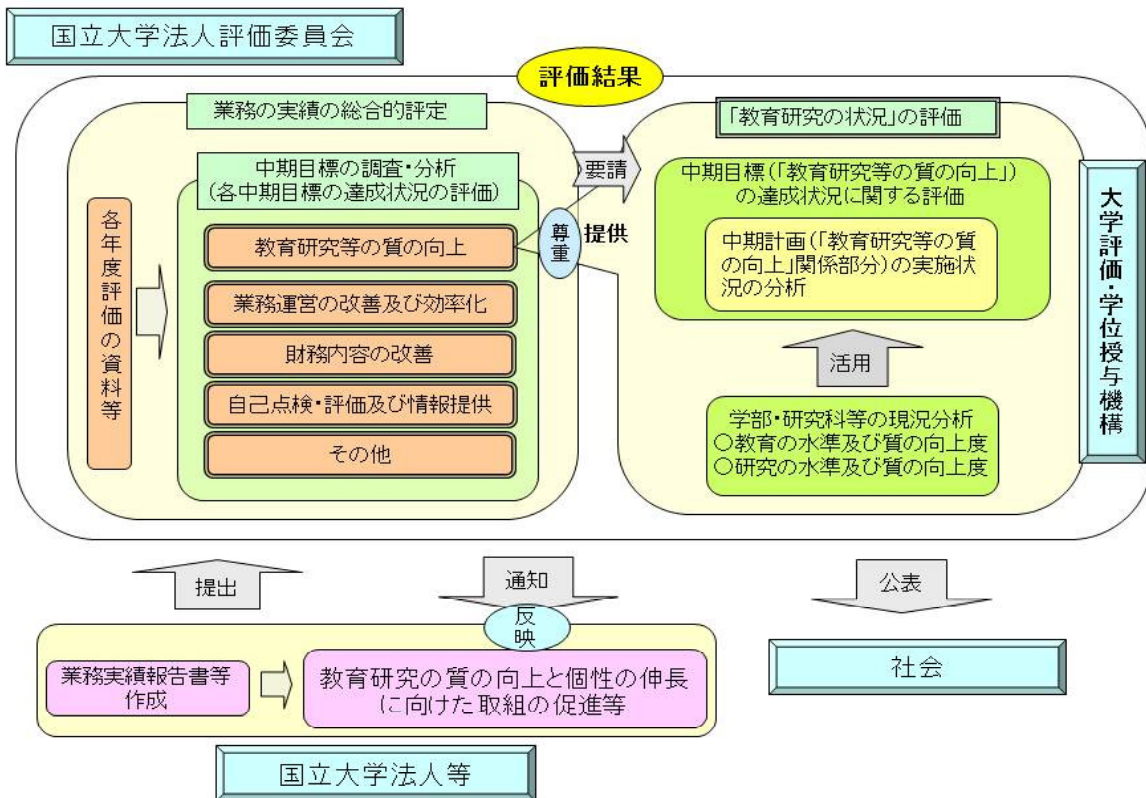 国立大学法人評価委員会
評価結果
業務の実績の総合的評定
中期目標の調査・分析
(各中期目標の達成状況の評価)
各年度評価の資料等
教育研究等の質の向上
業務運営の改善及び効率化
財務内容の改善
自己点検・評価及び情報提供
その他
要請
尊重
提供
「教育研究の状況」の評価
中期目標(「教育研究等の質の向上」)
の達成状況に関する評価
中期計画(「教育研究等の質
の向上」関係部分)の実施状
況の分析
活用
学部・研究科等の現況分析
○教育の水準及び質の向上度
○研究の水準及び質の向上度
大学評価・学位授与機構
提出
通知
反映
公表
業務実績報告書等
作成
教育研究の質の向上と個性の伸長
に向けた取組の促進等
国立大学法人等
社会